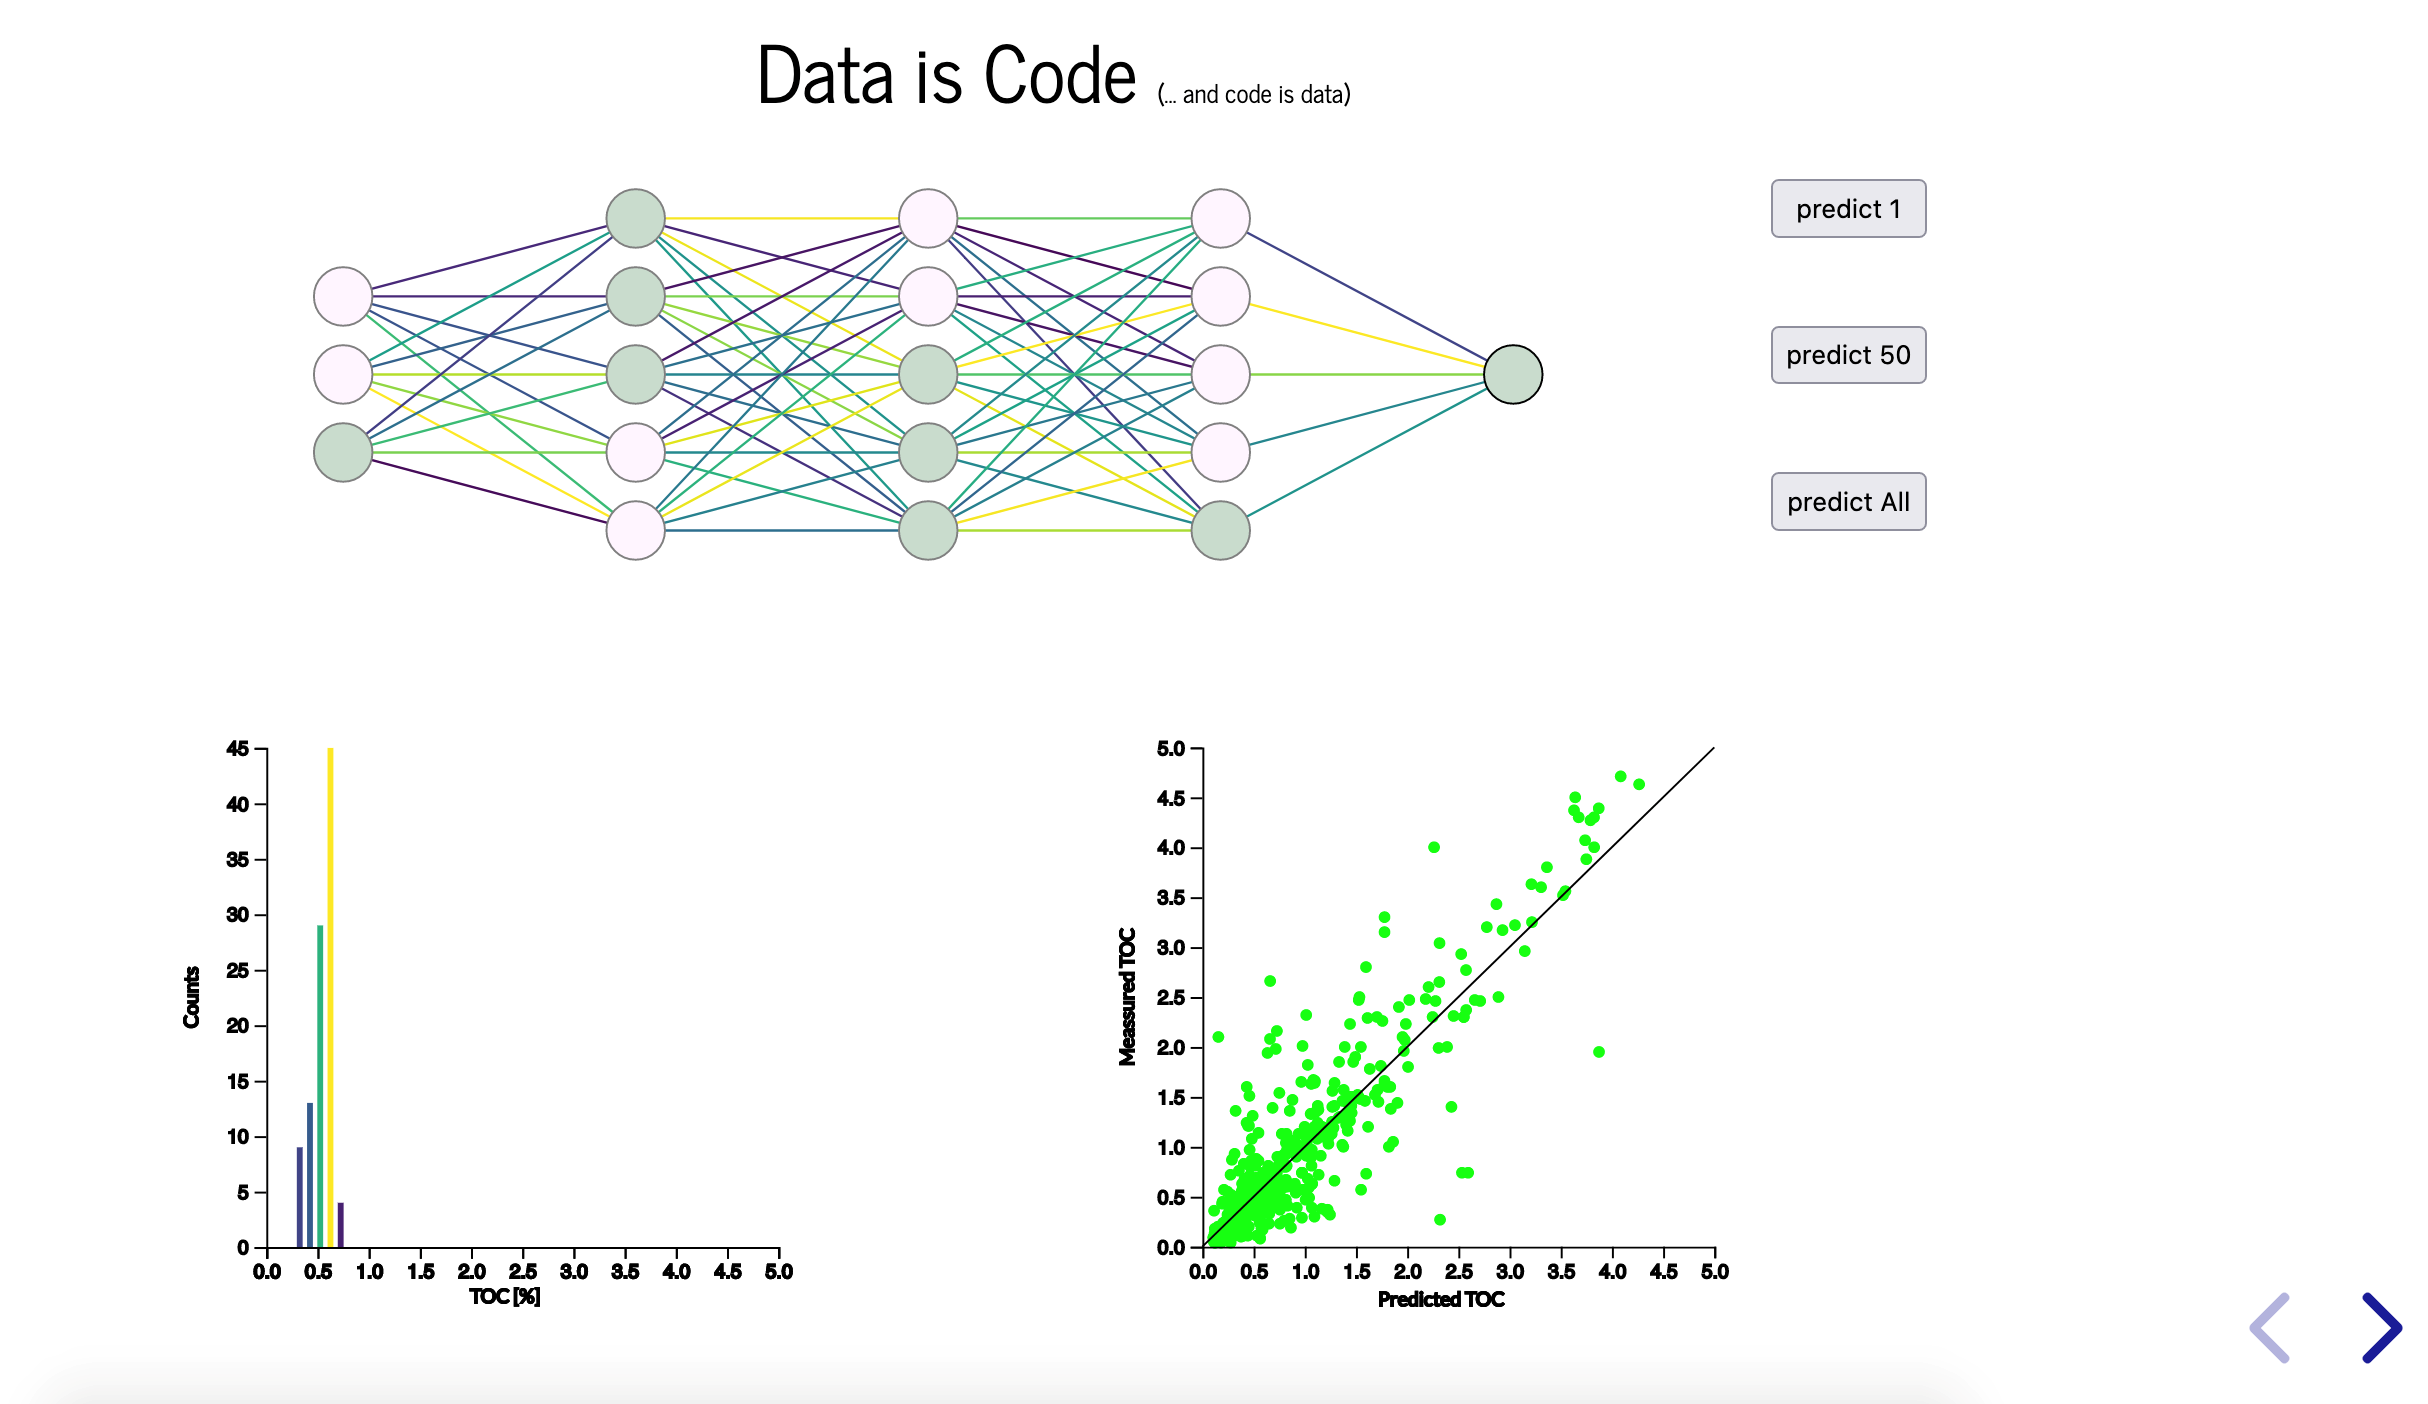 Data is Code (... and code is data)
predict 1
predict 50
predict All
45
40
35
30
25
20
15
10
5
0
Counts
0.0 0.5 1.0 1.5 2.0 2.5 3.0 3.5 4.0 4.5 5.0
TOC [%]
5.0
4.5
4.0
3.5
3.0
2.5
2.0
1.5
1.0
0.5
0.0
Meassured TOC
0.0 0.5 1.0 1.5 2.0 2.5 3.0 3.5 4.0 4.5 5.0
Predicted TOC